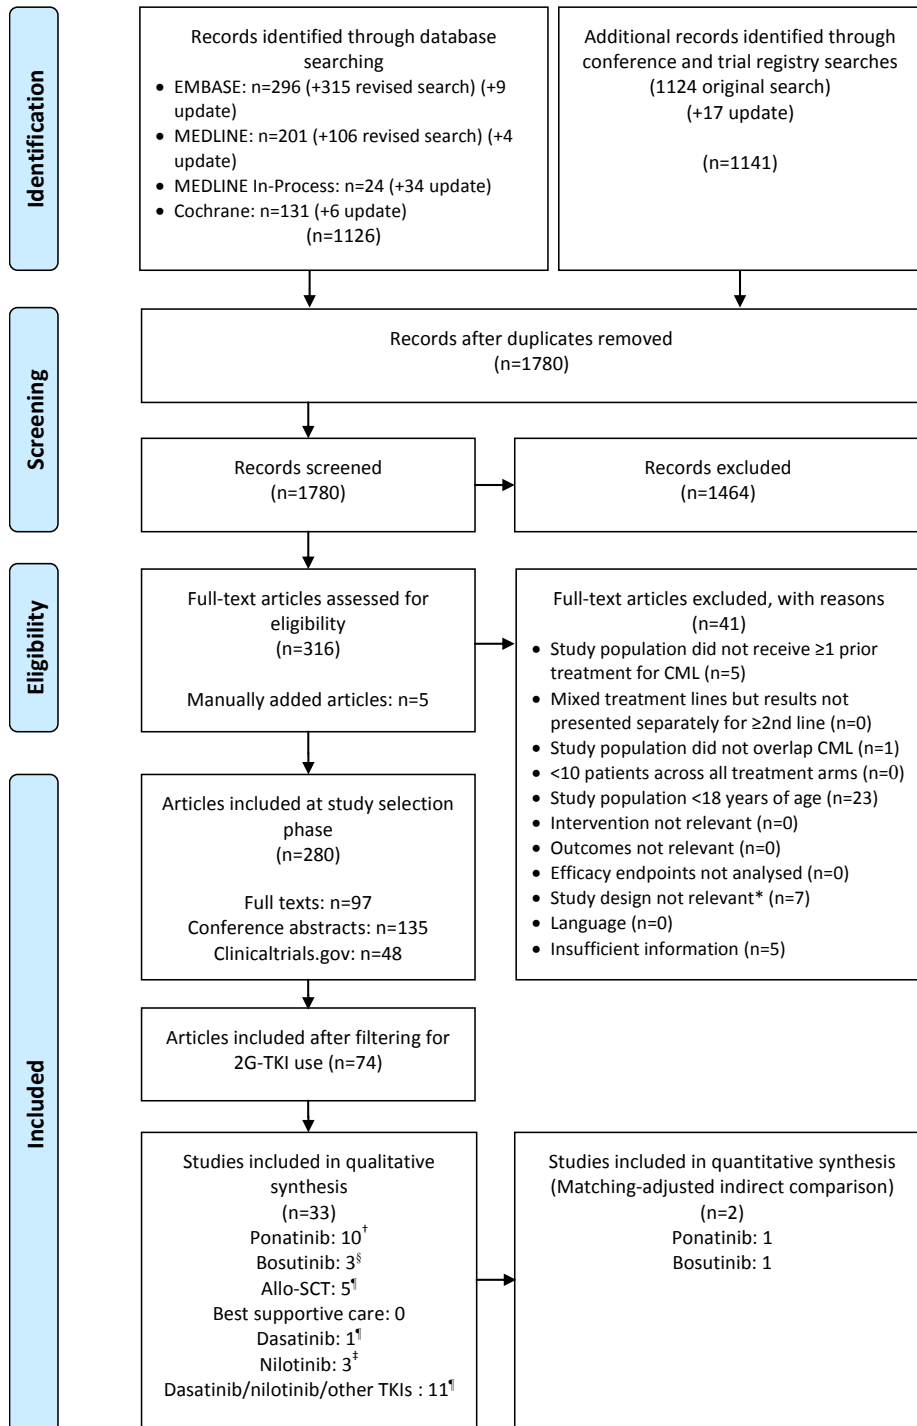 Identification
Records identified through database
searching
• EMBASE: n=296 (+315 revised search) (+9
update)
• MEDLINE: n=201 (+106 revised search) (+4
update)
• MEDLINE In-Process: n=24 (+34 update)
• Cochrane: n=131 (+6 update)
(n=1126)
Additional records identified through
conference and trial registry searches
(1124 original search)
(+17 update)
(n=1141)
Screening
Records after duplicates removed
(n=1780)
Records screened
(n=1780)
Records excluded
(n=1464)
Eligibility
Full-text articles assessed for
eligibility
(n=316)
Manually added articles: n=5
Full-text articles excluded, with reasons
(n=41)
• Study population did not receive ≥1 prior
treatment for CML (n=5)
• Mixed treatment lines but results not
presented separately for ≥2nd line (n=0)
• Study population did not overlap CML (n=1)
• <10 patients across all treatment arms (n=0)
• Study population <18 years of age (n=23)
• Intervention not relevant (n=0)
• Outcomes not relevant (n=0)
• Efficacy endpoints not analysed (n=0)
• Study design not relevant* (n=7)
• Language (n=0)
• Insufficient information (n=5)
Included
Articles included at study selection
phase
(n=280)
Full texts: n=97
Conference abstracts: n=135
Clinicaltrials.gov: n=48
Articles included after filtering for
2G-TKI use (n=74)
Studies included in qualitative
synthesis
(n=33)
Ponatinib: 10†
Bosutinib: 3§
Allo-SCT: 5¶
Best supportive care: 0
Dasatinib: 1¶
Nilotinib: 3‡
Dasatinib/nilotinib/other TKIs : 11¶
Studies included in quantitative synthesis
(Matching-adjusted indirect comparison)
(n=2)
Ponatinib: 1
Bosutinib: 1